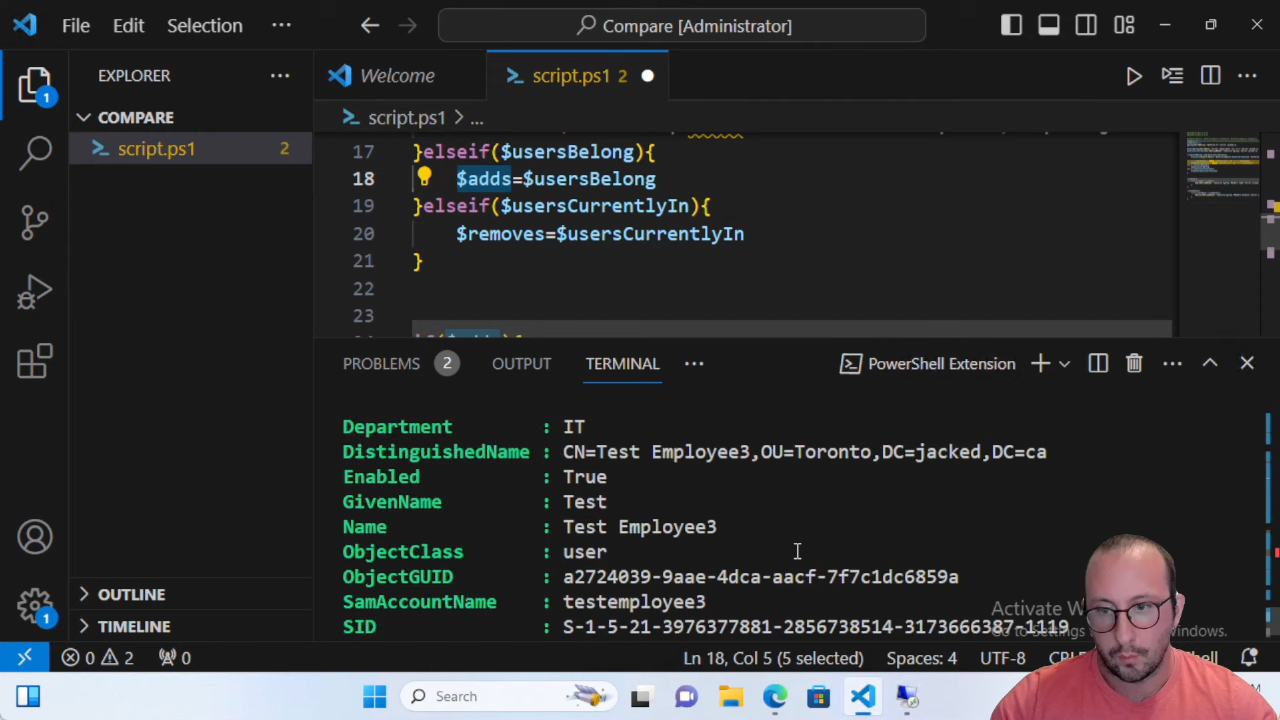 File Edit Selection ··· Compare [Administrator]
EXPLORER ···
Welcome
script.ps1 2
COMPARE
script.ps1 2
script.ps1 > ...
17 }elseif($usersBelong){
18 $adds=$usersBelong
19 }elseif($usersCurrentlyIn){
20 $removes=$usersCurrentlyIn
21 }
22
23
PROBLEMS 2 OUTPUT TERMINAL ··· PowerShell Extension
Department : IT
DistinguishedName : CN=Test Employee3,OU=Toronto,DC=jacked,DC=ca
Enabled : True
GivenName : Test
Name : Test Employee3
ObjectClass : user
ObjectGUID : a2724039-9aae-4dca-aacf-7f7c1dc6859a
SamAccountName : testemployee3
SID : S-1-5-21-3976377881-2856738514-3173666387-1119
OUTLINE
TIMELINE
1
1
Activate
Windows.
0 2 0 Ln 18, Col 5 (5 selected) Spaces: 4 UTF-8
Search